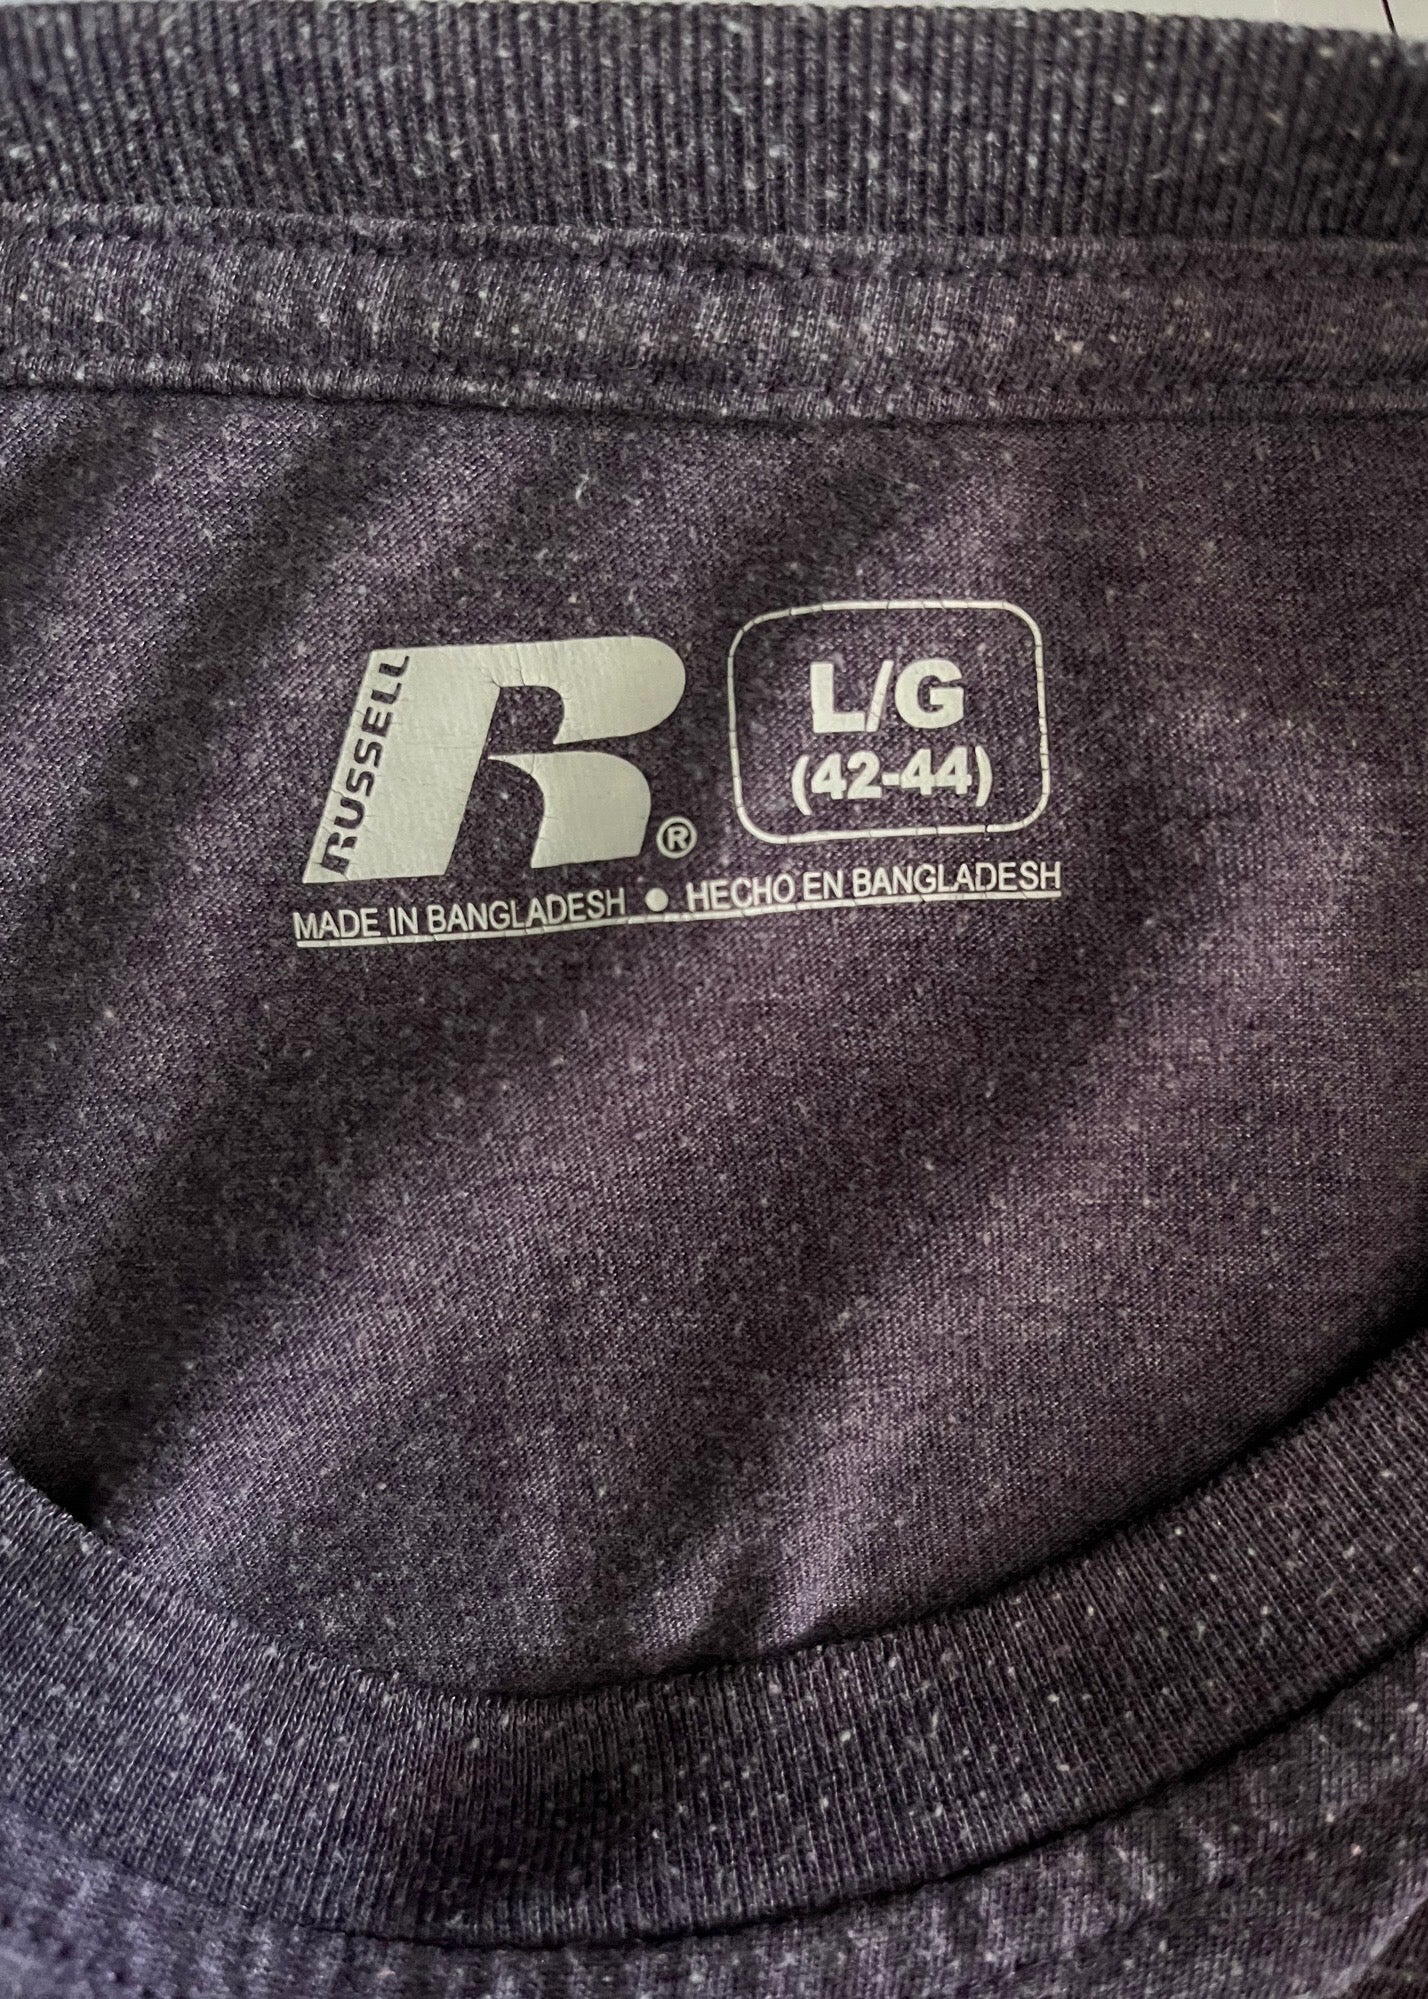 RUSSELL
R®
L/G
(42-44)
MADE IN BANGLADESH ● HECHO EN BANGLADESH